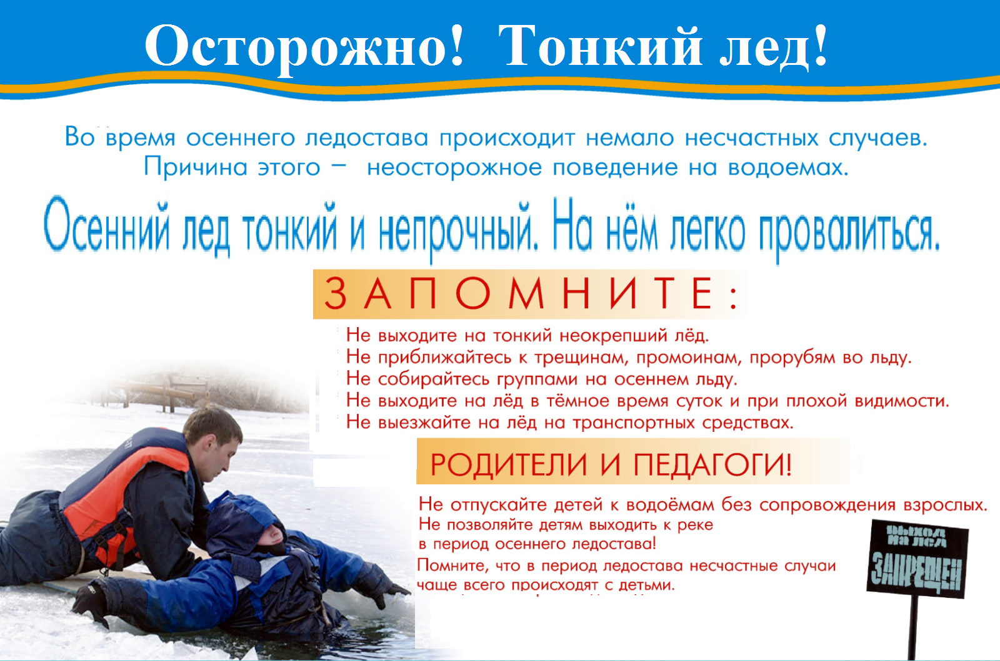 Осторожно! Тонкий лед!
Во время осеннего ледостава происходит немало несчастных случаев.
Причина этого – неосторожное поведение на водоемах.
Осенний лед тонкий и непрочный. На нём легко провалиться.
ЗАПОМНИТЕ:
Не выходите на тонкий неокрепший лёд.
Не приближайтесь к трещинам, промоинам, прорубям во льду.
Не собирайтесь группами на осеннем льду.
Не выходите на лёд в тёмное время суток и при плохой видимости.
Не выезжайте на лёд на транспортных средствах.
РОДИТЕЛИ И ПЕДАГОГИ!
Не отпускайте детей к водоёмам без сопровождения взрослых.
Не позволяйте детям выходить к реке
в период осеннего ледостава!
Помните, что в период ледостава несчастные случаи
чаще всего происходят с детьми.
ВЫХОД
НА ЛЕД
ЗАПРЕЩЕН